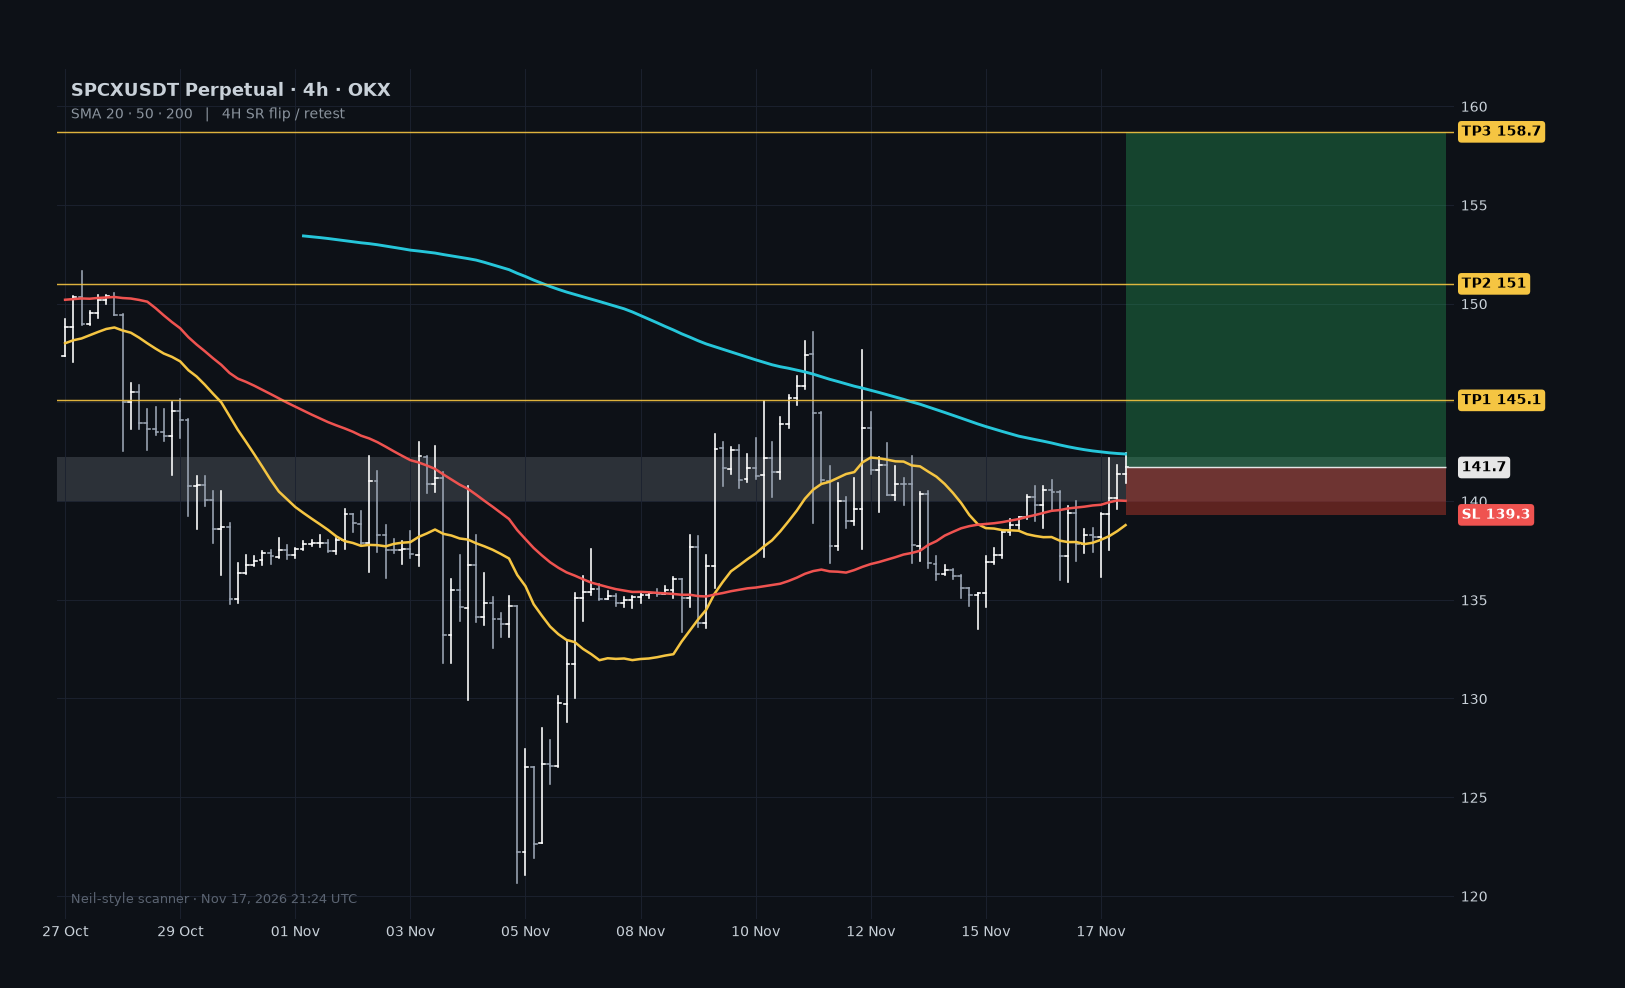 SPCXUSDT Perpetual · 4h · OKX
SMA 20 · 50 · 200 | 4H SR flip / retest
160
TP3 158.7
155
TP2 151
150
TP1 145.1
141.7
140
SL 139.3
135
130
125
120
Neil-style scanner · Nov 17, 2026 21:24 UTC
27 Oct 29 Oct 01 Nov 03 Nov 05 Nov 08 Nov 10 Nov 12 Nov 15 Nov 17 Nov